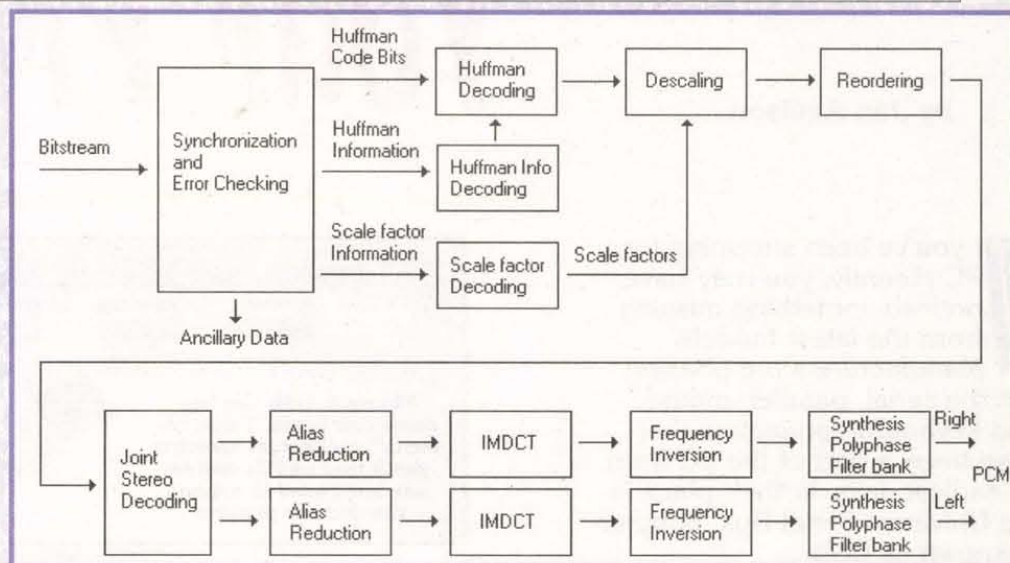 Bitstream
Synchronization
and
Error Checking
Huffman
Code Bits
Huffman
Information
Scale factor
Information
Ancillary Data
Huffman
Decoding
Huffman Info
Decoding
Scale factor
Decoding
Scale factors
Descaling
Reordering
Joint
Stereo
Decoding
Alias
Reduction
IMDCT
Frequency
Inversion
Synthesis
Polyphase
Filter bank
Right
PCM
Alias
Reduction
IMDCT
Frequency
Inversion
Synthesis
Polyphase
Filter bank
Left